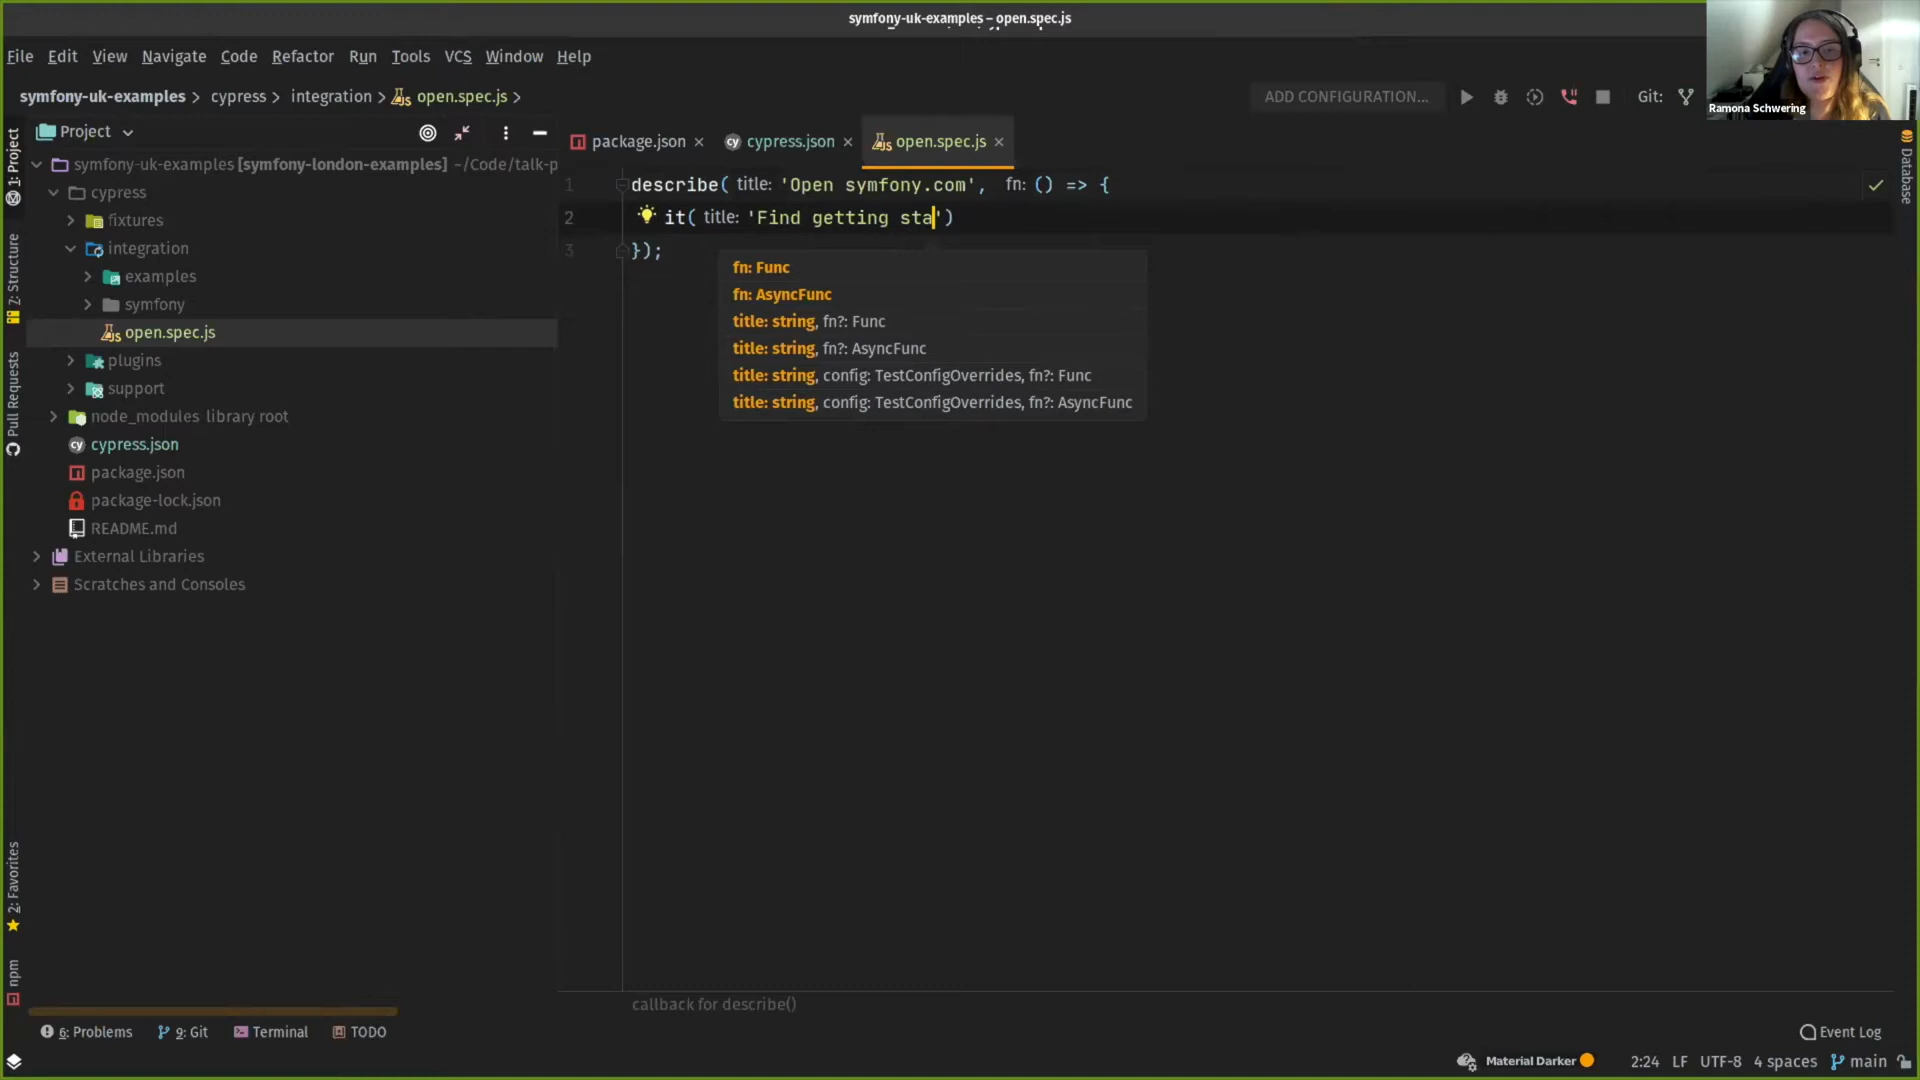 symfony-uk-examples – open.spec.js
File Edit View Navigate Code Refactor Run Tools VCS Window Help
symfony-uk-examples > cypress > integration > open.spec.js >
ADD CONFIGURATION... Git:
Ramona Schwering
1: Project
7: Structure
Pull Requests
2: Favorites
npm
Project
symfony-uk-examples [symfony-london-examples] ~/Code/talk-p
cypress
fixtures
integration
examples
symfony
open.spec.js
plugins
support
node_modules library root
cypress.json
package.json
package-lock.json
README.md
External Libraries
Scratches and Consoles
package.json × cypress.json × open.spec.js ×
1 describe( title: 'Open symfony.com', fn: () => {
2 it( title: 'Find getting sta')
3 });
fn: Func
fn: AsyncFunc
title: string, fn?: Func
title: string, fn?: AsyncFunc
title: string, config: TestConfigOverrides, fn?: Func
title: string, config: TestConfigOverrides, fn?: AsyncFunc
Database
callback for describe()
6: Problems 9: Git Terminal TODO
Event Log
Material Darker 2:24 LF UTF-8 4 spaces main